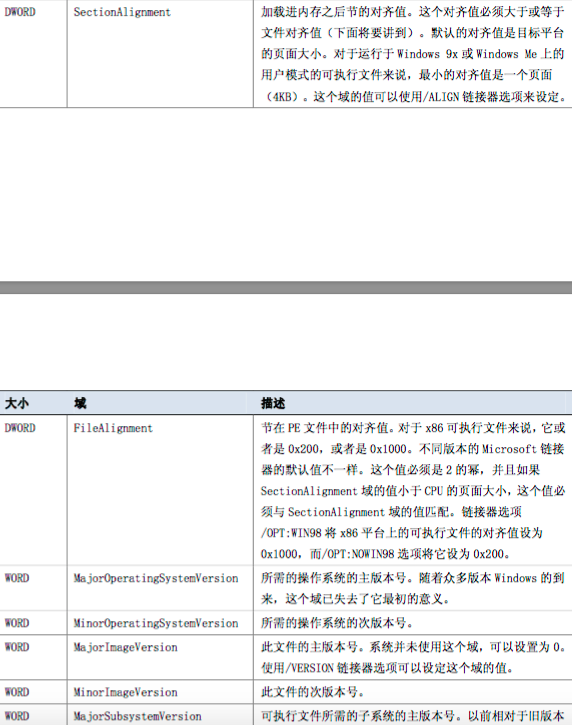 DWORD SectionAlignment 加载进内存之后节的对齐值。这个对齐值必须大于或等于
文件对齐值（下面将要讲到）。默认的对齐值是目标平台
的页面大小。对于运行于 Windows 9x 或 Windows Me 上的
用户模式的可执行文件来说，最小的对齐值是一个页面
（4KB）。这个域的值可以使用/ALIGN 链接器选项来设定。
大小 域 描述
DWORD FileAlignment 节在 PE 文件中的对齐值。对于 x86 可执行文件来说，它或
者是 0x200，或者是 0x1000。不同版本的 Microsoft 链接
器的默认值不一样。这个值必须是 2 的幂，并且如果
SectionAlignment 域的值小于 CPU 的页面大小，这个值必
须与 SectionAlignment 域的值匹配。链接器选项
/OPT:WIN98 将 x86 平台上的可执行文件的对齐值设为
0x1000，而/OPT:NOWIN98 选项将它设为 0x200。
WORD MajorOperatingSystemVersion 所需的操作系统的主版本号。随着众多版本 Windows 的到
来，这个域已失去了它最初的意义。
WORD MinorOperatingSystemVersion 所需的操作系统的次版本号。
WORD MajorImageVersion 此文件的主版本号。系统并未使用这个域，可以设置为 0。
使用/VERSION 链接器选项可以设定这个域的值。
WORD MinorImageVersion 此文件的次版本号。
WORD MajorSubsystemVersion 可执行文件所需的子系统的主版本号。以前相对于旧版本